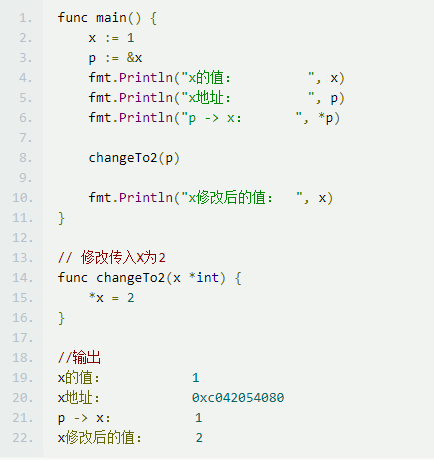 1. func main() {
2.     x := 1
3.     p := &x
4.     fmt.Println("x的值:          ", x)
5.     fmt.Println("x地址:          ", p)
6.     fmt.Println("p -> x:       ", *p)
7.
8.     changeTo2(p)
9.
10.     fmt.Println("x修改后的值:  ", x)
11. }
12.
13. // 修改传入X为2
14. func changeTo2(x *int) {
15.     *x = 2
16. }
17.
18. //输出
19. x的值:            1
20. x地址:            0xc042054080
21. p -> x:           1
22. x修改后的值:       2